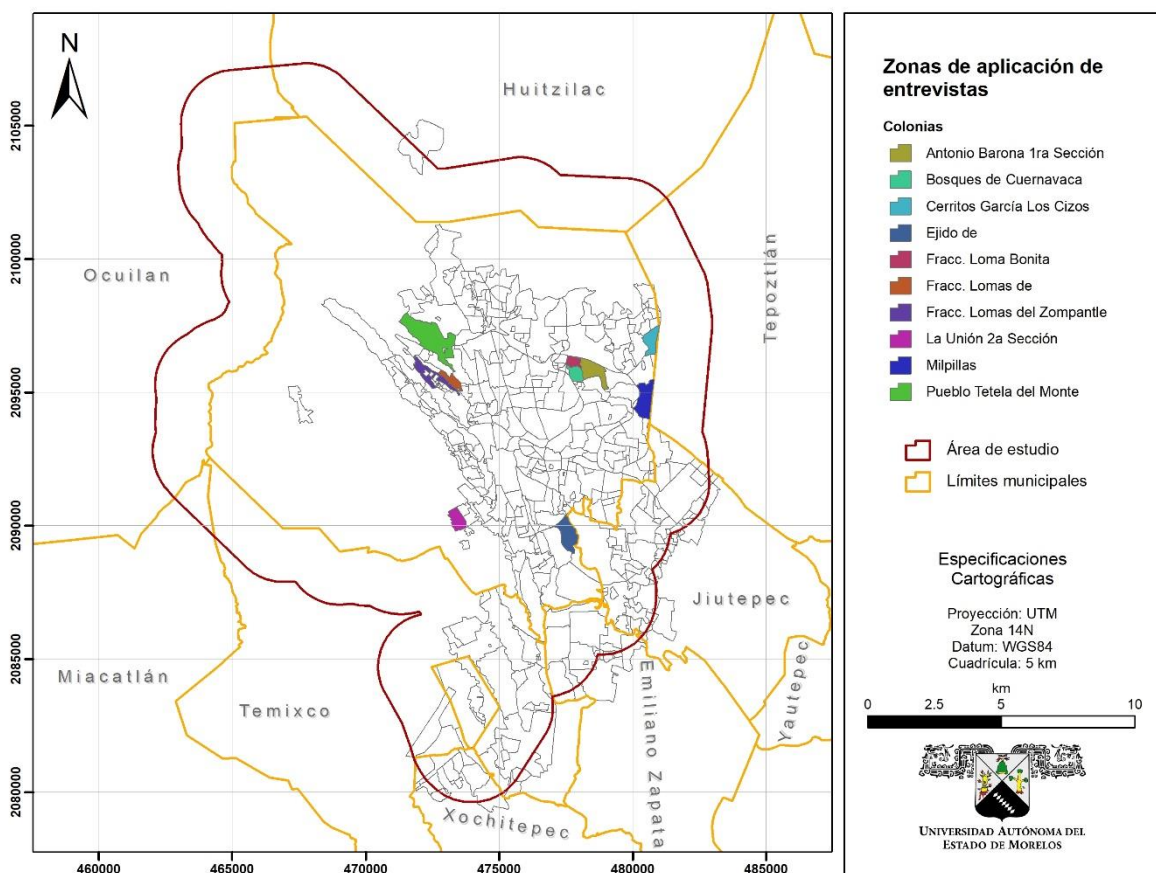 N
Huitzilac
Ocuilan
Tepoztlán
Jiutepec
Miacatlán
Temixco
Emiliano Zapata
Yautepec
Xochitepec
2105000
2100000
2095000
2090000
2085000
2080000
460000 465000 470000 475000 480000 485000
Zonas de aplicación de
entrevistas
Colonias
Antonio Barona 1ra Sección
Bosques de Cuernavaca
Cerritos García Los Cizos
Ejido de
Fracc. Loma Bonita
Fracc. Lomas de
Fracc. Lomas del Zompantle
La Unión 2a Sección
Milpillas
Pueblo Tetela del Monte
Área de estudio
Límites municipales
Especificaciones
Cartográficas
Proyección: UTM
Zona 14N
Datum: WGS84
Cuadrícula: 5 km
km
0 2.5 5 10
UNIVERSIDAD AUTÓNOMA DEL
ESTADO DE MORELOS